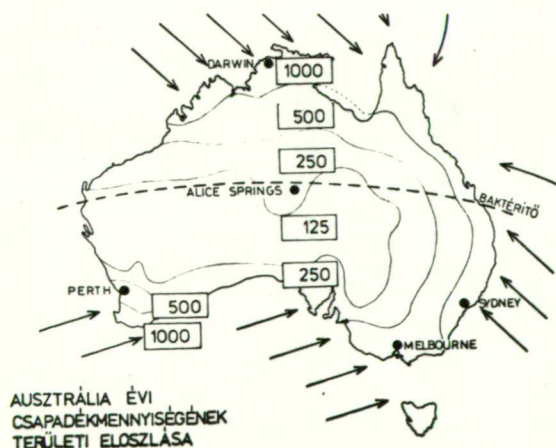 DARWIN
1000
500
250
ALICE SPRINGS
BAKTÉRÍTŐ
125
250
PERTH
500
SYDNEY
1000
MELBOURNE
AUSZTRÁLIA ÉVI
CSAPADÉKMENNYISÉGÉNEK
TERÜLETI ELOSZLÁSA